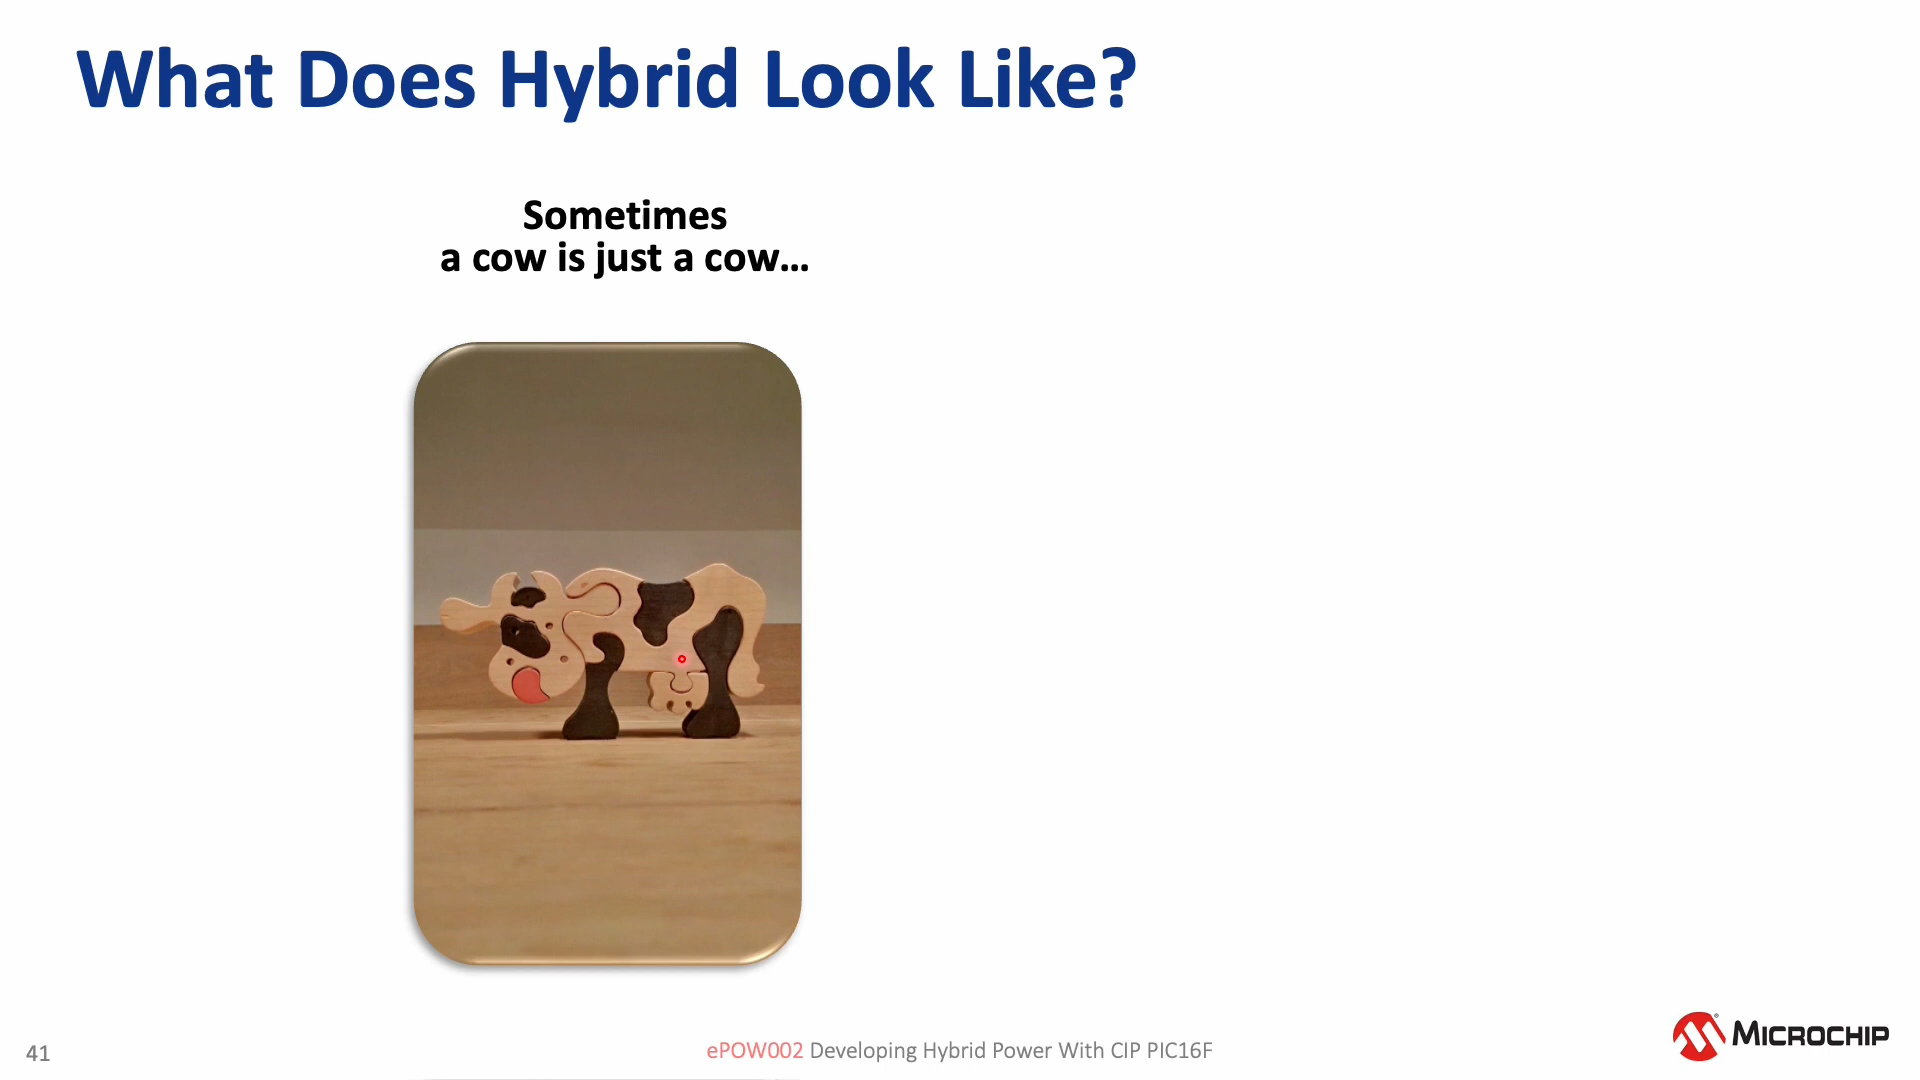 What Does Hybrid Look Like?
Sometimes
a cow is just a cow...
41
ePOW002 Developing Hybrid Power With CIP PIC16F
MICROCHIP